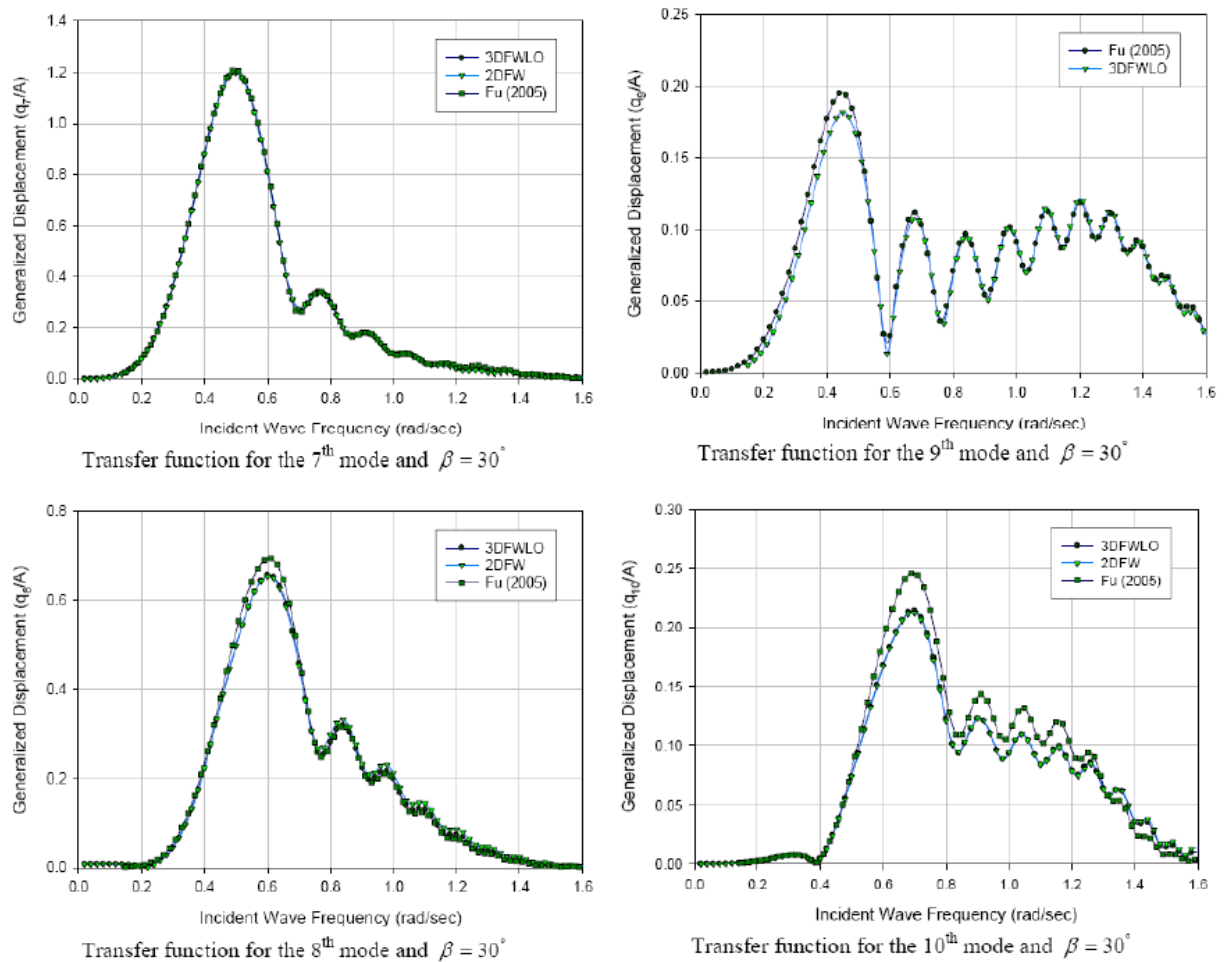 1.4
1.2
1.0
0.8
0.6
0.4
0.2
0.0
Generalized Displacement (q7/A)
3DFWLO
2DFW
Fu (2005)
0.0 0.2 0.4 0.6 0.8 1.0 1.2 1.4 1.6
Incident Wave Frequency (rad/sec)
Transfer function for the 7th mode and β = 30°
0.25
0.20
0.15
0.10
0.05
0.00
Generalized Displacement (q9/A)
Fu (2005)
3DFWLO
0.0 0.2 0.4 0.6 0.8 1.0 1.2 1.4 1.6
Incident Wave Frequency (rad/sec)
Transfer function for the 9th mode and β = 30°
0.8
0.6
0.4
0.2
0.0
Generalized Displacement (q8/A)
3DFWLO
2DFW
Fu (2005)
0.0 0.2 0.4 0.6 0.8 1.0 1.2 1.4 1.6
Incident Wave Frequency (rad/sec)
Transfer function for the 8th mode and β = 30°
0.30
0.25
0.20
0.15
0.10
0.05
0.00
Generalized Displacement (q10/A)
3DFWLO
2DFW
Fu (2005)
0.0 0.2 0.4 0.6 0.8 1.0 1.2 1.4 1.6
Incident Wave Frequency (rad/sec)
Transfer function for the 10th mode and β = 30°